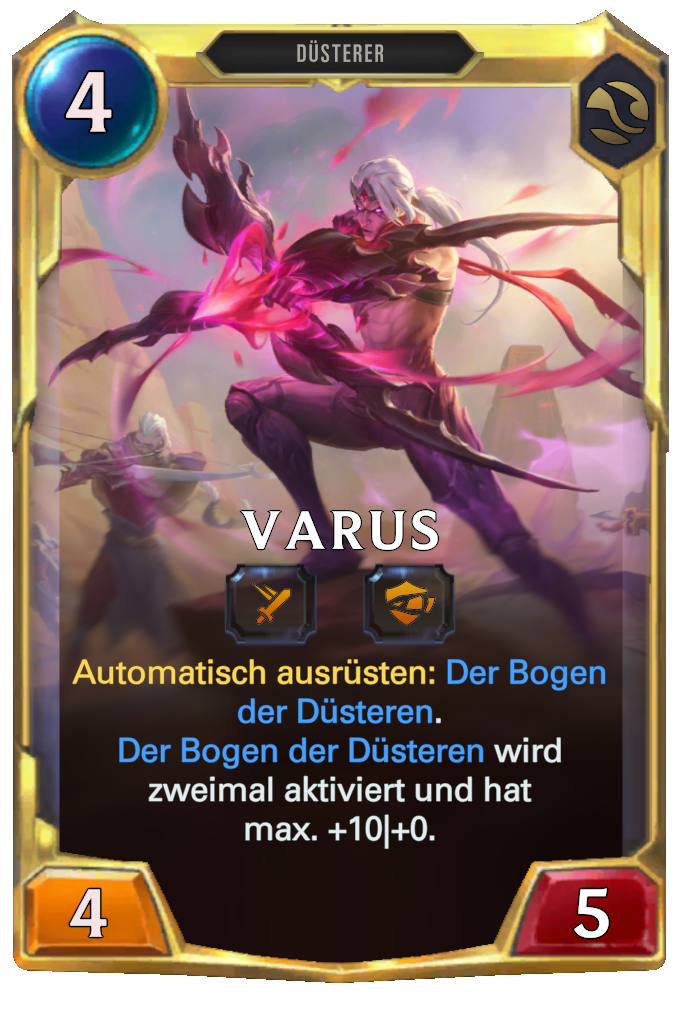 DÜSTERER
4
VARUS
Automatisch ausrüsten: Der Bogen
der Düsteren.
Der Bogen der Düsteren wird
zweimal aktiviert und hat
max. +10|+0.
4
5